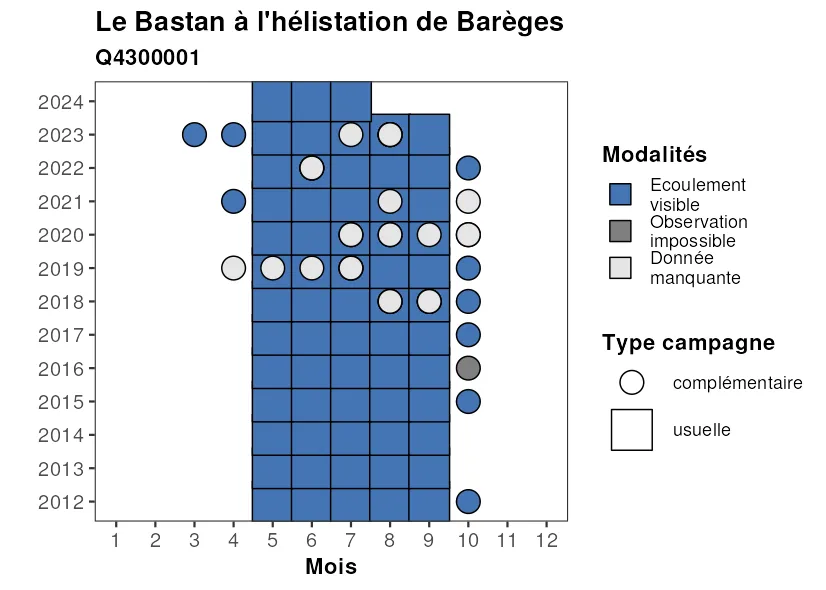 Le Bastan à l'hélistation de Barèges
Q4300001
2024
2023
2022
2021
2020
2019
2018
2017
2016
2015
2014
2013
2012
1 2 3 4 5 6 7 8 9 10 11 12
Mois
Modalités
Ecoulement
visible
Observation
impossible
Donnée
manquante
Type campagne
complémentaire
usuelle